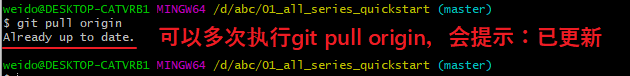 weido@DESKTOP-CATVRB1 MINGW64 /d/abc/01_all_series_quickstart (master)
$ git pull origin
Already up to date.
可以多次执行git pull origin，会提示：已更新
weido@DESKTOP-CATVRB1 MINGW64 /d/abc/01_all_series_quickstart (master)